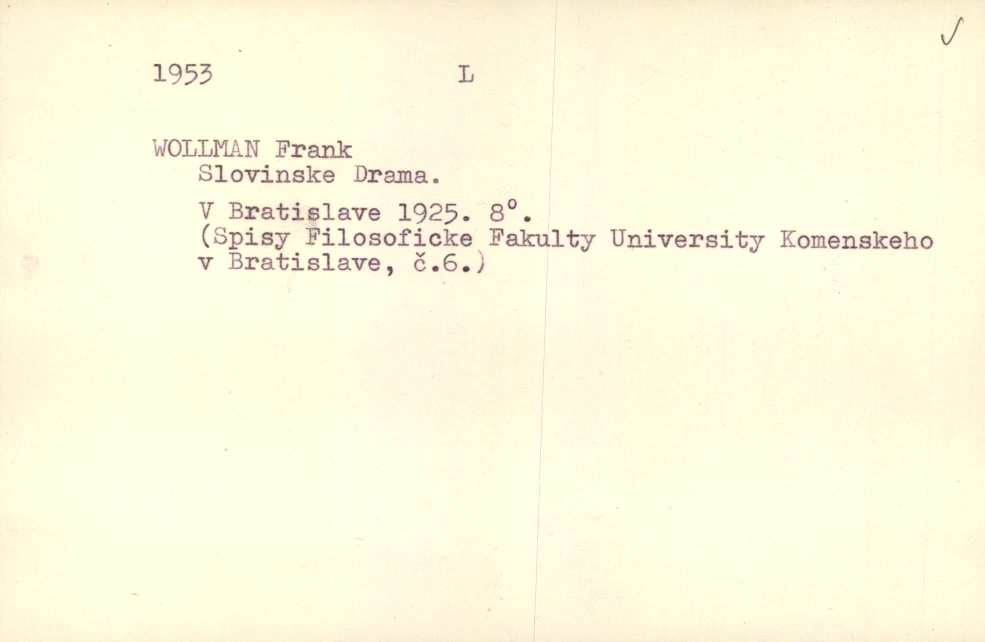 1953 L
WOLLMAN Frank
Slovinske Drama.
V Bratislave 1925. 8°.
(Spisy Filosoficke Fakulty University Komenskeho
v Bratislave, č.6.)